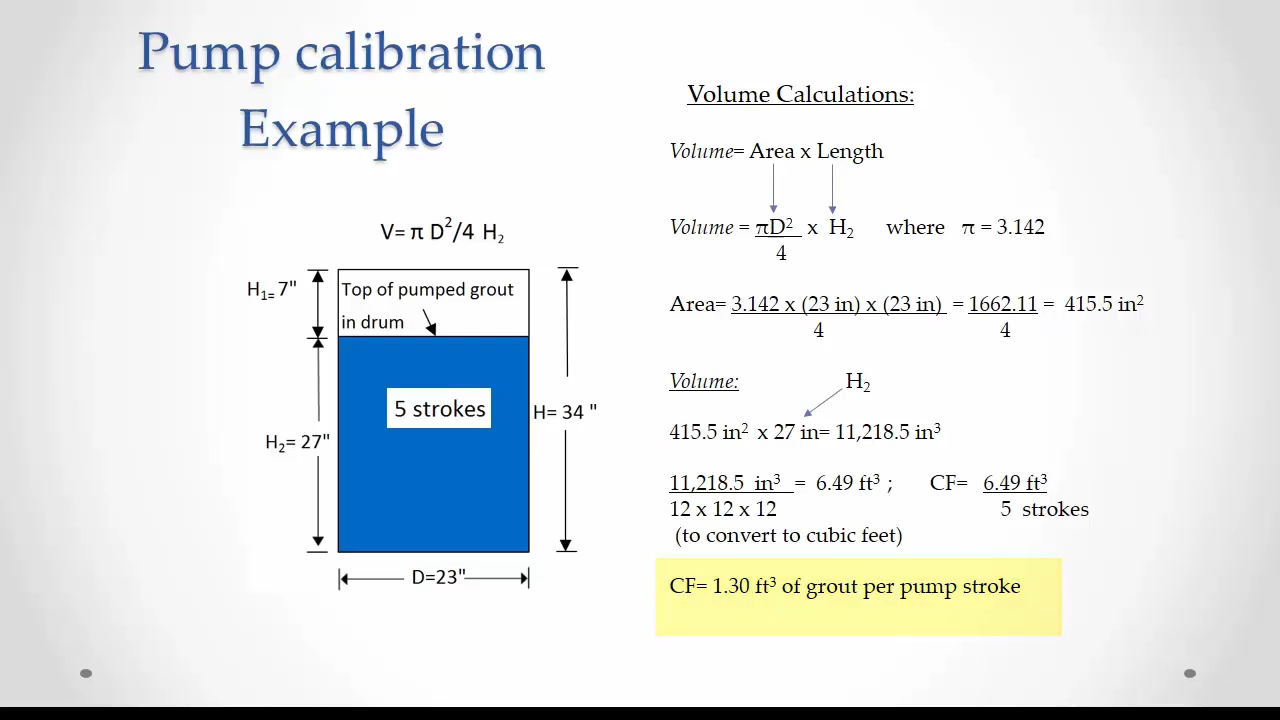 Pump calibration
Example
V= π D²/4 H₂
H₁= 7"
Top of pumped grout
in drum
5 strokes
H= 34 "
H₂= 27"
D=23"
Volume Calculations:
Volume= Area x Length
Volume = πD² x H₂ where π = 3.142
4
Area= 3.142 x (23 in) x (23 in) = 1662.11 = 415.5 in²
4 4
Volume: H₂
415.5 in² x 27 in= 11,218.5 in³
11,218.5 in³ = 6.49 ft³ ; CF= 6.49 ft³
12 x 12 x 12 5 strokes
(to convert to cubic feet)
CF= 1.30 ft³ of grout per pump stroke